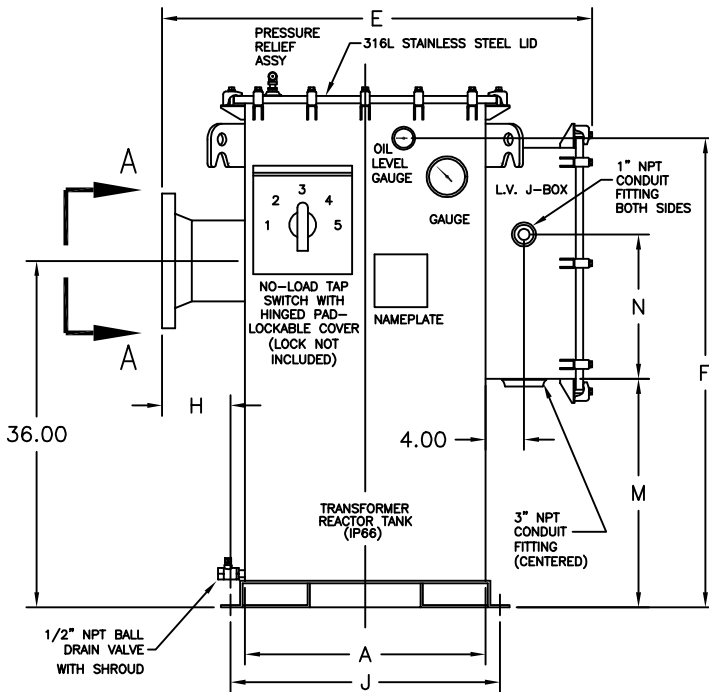 E
PRESSURE
RELIEF
ASSY
316L STAINLESS STEEL LID
A
OIL
LEVEL
GAUGE
GAUGE
L.V. J-BOX
1" NPT
CONDUIT
FITTING
BOTH SIDES
1 2 3 4 5
NO-LOAD TAP
SWITCH WITH
HINGED PAD-
LOCKABLE COVER
(LOCK NOT
INCLUDED)
NAMEPLATE
N
F
A
H
36.00
4.00
M
TRANSFORMER
REACTOR TANK
(IP66)
3" NPT
CONDUIT
FITTING
(CENTERED)
1/2" NPT BALL
DRAIN VALVE
WITH SHROUD
A
J